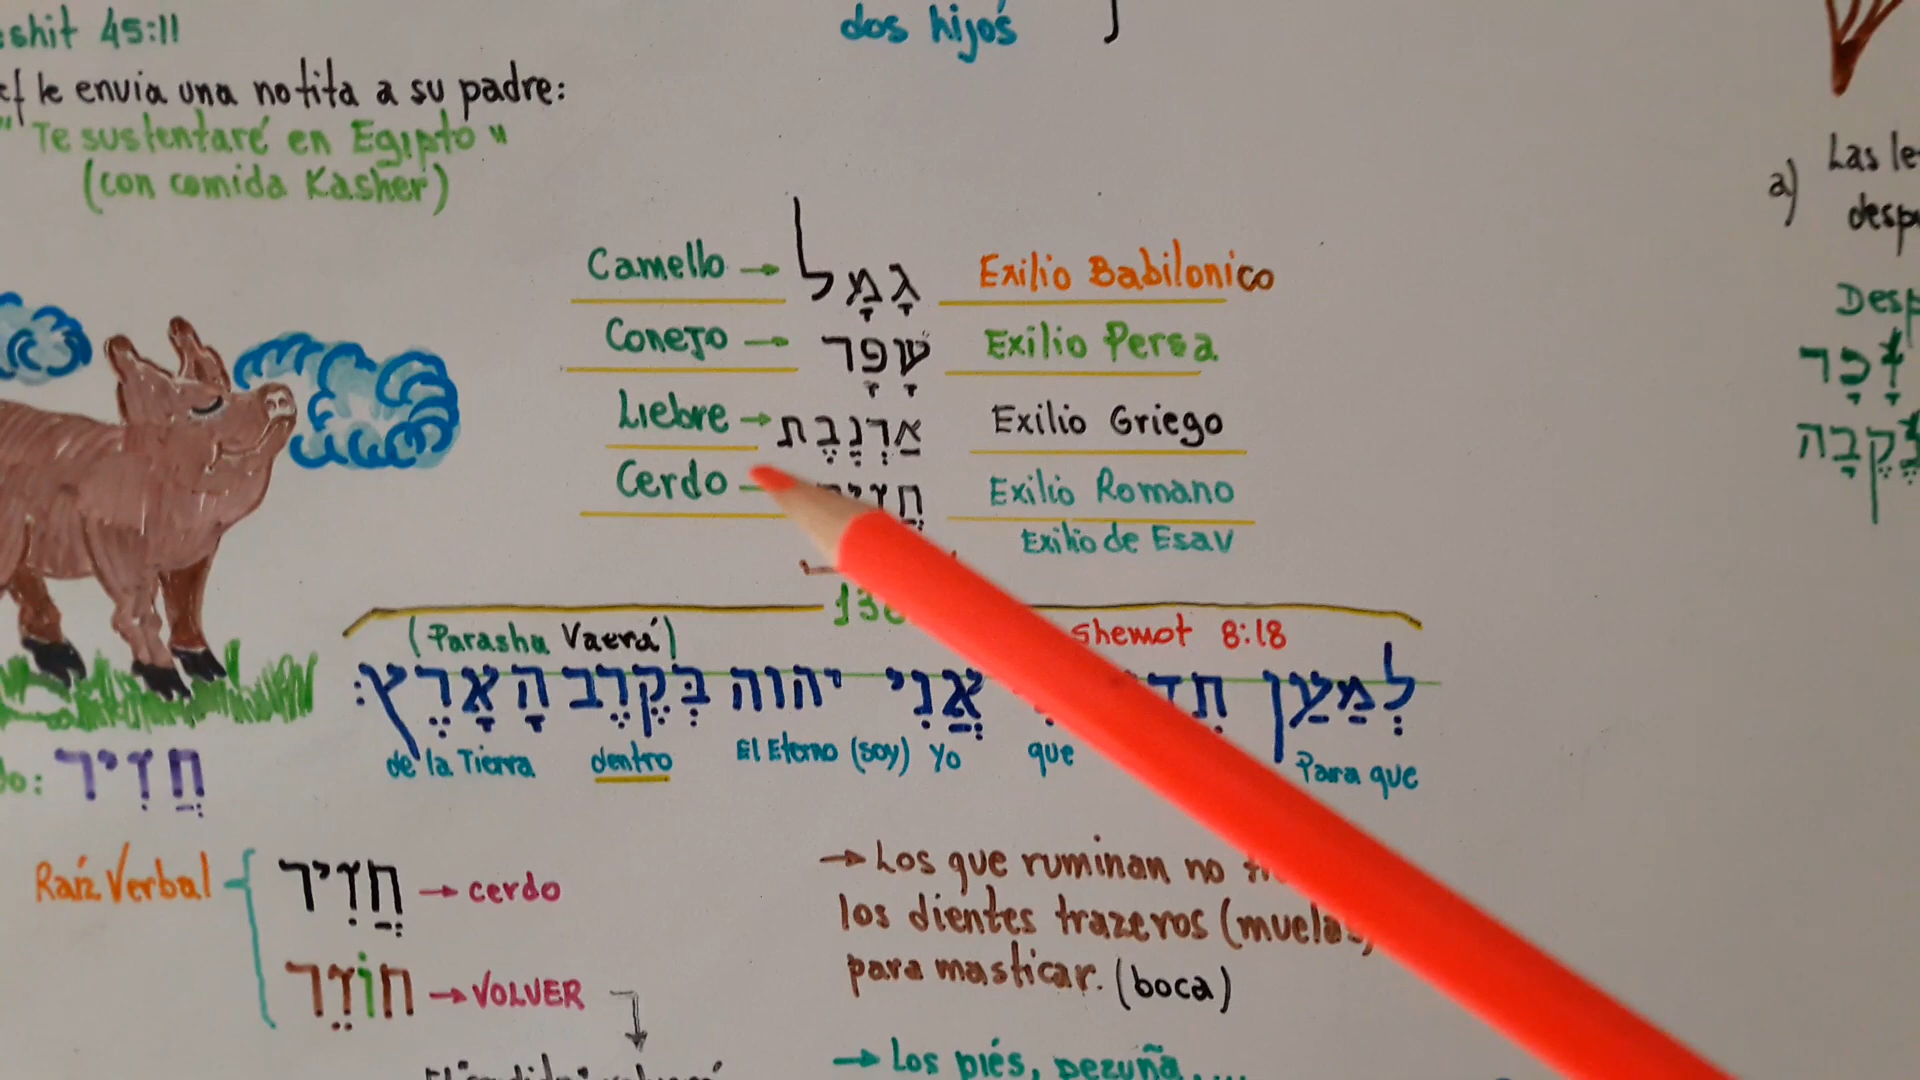 shit 45:11
dos hijos
le envia una notita a su padre:
"Te sustentaré en Egipto"
(con comida Kasher)
Camello → גָמָל Exilio Babilonico
Conejo → שָׁפָר Exilio Persa
Liebre → אַרְנֶבֶת Exilio Griego
Cerdo Exilio Romano
Exilio de Esav
(Parasha Vaerá) Shemot 8:18
לְמַעַן אֲנִי יהוה בְּקֶרֶב הָאָרֶץ:
Para que que Yo (soy) El Eterno dentro de la Tierra
חֲזִיר
Raíz Verbal
חֲזִיר → cerdo
חוֹזֵר → VOLVER
→ Los que ruminan no
los dientes trazeros (muelas)
para masticar. (boca)
→ Los piés, pezuña...
a) Las le
desp
Desp
זָכָר
נְקֵבָה